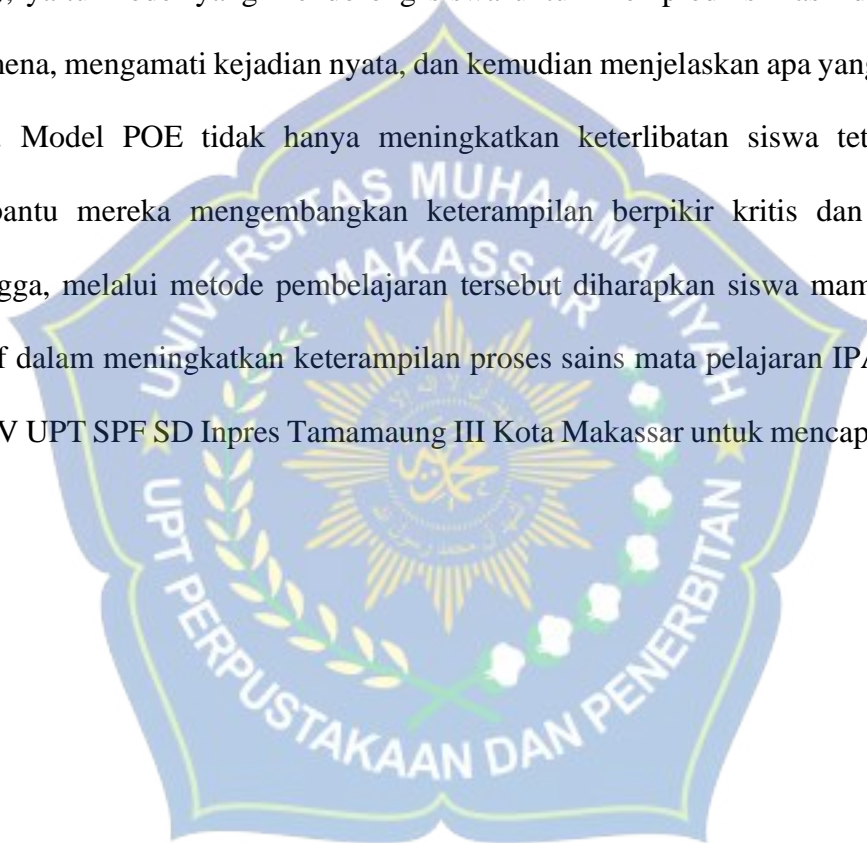 yaitu model yang mendorong siswa untuk memprediksi hasil
mena, mengamati kejadian nyata, dan kemudian menjelaskan apa yang
Model POE tidak hanya meningkatkan keterlibatan siswa tet
bantu mereka mengembangkan keterampilan berpikir kritis dan
gga, melalui metode pembelajaran tersebut diharapkan siswa mam
f dalam meningkatkan keterampilan proses sains mata pelajaran IPA
V UPT SPF SD Inpres Tamamaung III Kota Makassar untuk mencap
UNIVERSITAS MUHAMMADIYAH
MAKASSAR
UPT PERPUSTAKAAN DAN PENERBITAN